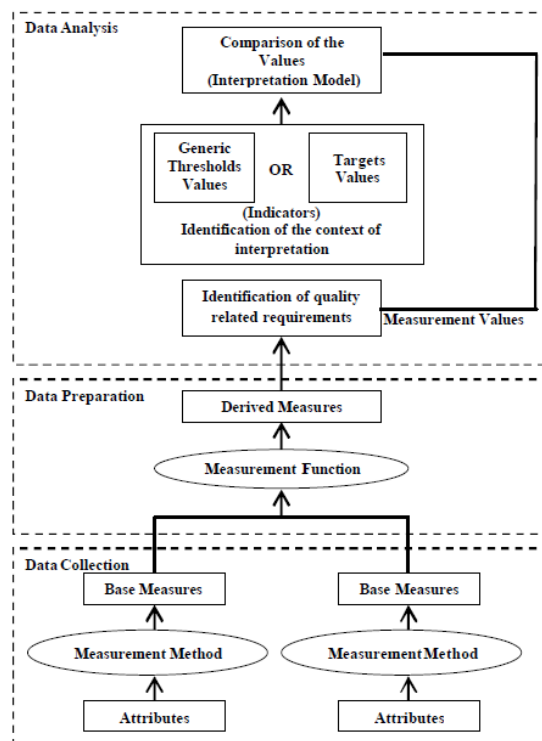 Data Analysis
Comparison of the
Values
(Interpretation Model)
Generic
Thresholds
Values
OR
Targets
Values
(Indicators)
Identification of the context of
interpretation
Identification of quality
related requirements
Measurement Values
Data Preparation
Derived Measures
Measurement Function
Data Collection
Base Measures
Base Measures
Measurement Method
Measurement Method
Attributes
Attributes